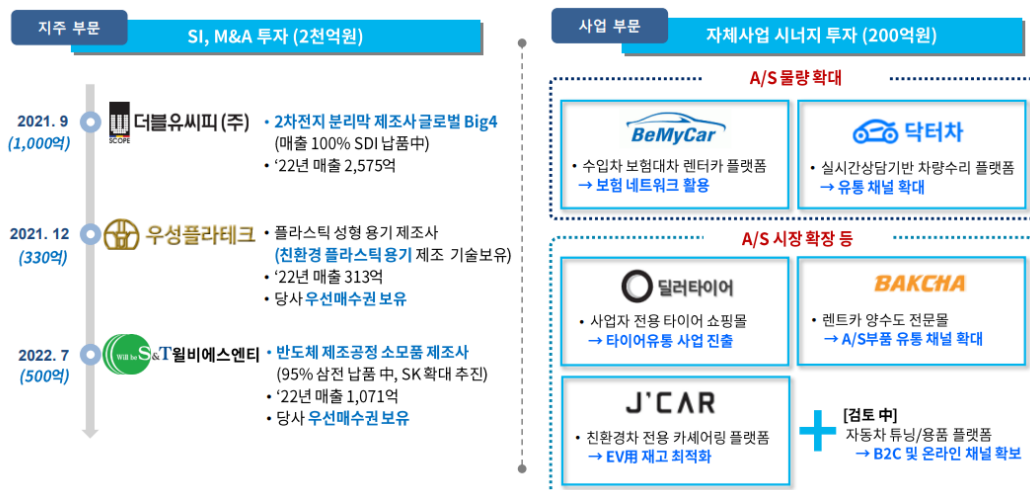 지주 부문
SI, M&A 투자 (2천억원)
2021. 9
(1,000억)
SCOPE
더블유씨피 (주)
• 2차전지 분리막 제조사 글로벌 Big4
(매출 100% SDI 납품中)
• ‘22년 매출 2,575억
2021. 12
(330억)
우성플라테크
• 플라스틱 성형 용기 제조사
(친환경 플라스틱 용기 제조 기술보유)
• ‘22년 매출 313억
• 당사 우선매수권 보유
2022. 7
(500억)
Will be S&T 윌비에스엔티
• 반도체 제조공정 소모품 제조사
(95% 삼전 납품 中, SK 확대 추진)
• ‘22년 매출 1,071억
• 당사 우선매수권 보유
사업 부문
자체사업 시너지 투자 (200억원)
A/S 물량 확대
BeMyCar
• 수입차 보험대차 렌터카 플랫폼
→ 보험 네트워크 활용
닥터차
• 실시간상담기반 차량수리 플랫폼
→ 유통 채널 확대
A/S 시장 확장 등
딜러타이어
• 사업자 전용 타이어 쇼핑몰
→ 타이어유통 사업 진출
BAKCHA
• 렌트카 양수도 전문몰
→ A/S부품 유통 채널 확대
J'CAR
• 친환경차 전용 카셰어링 플랫폼
→ EV用 재고 최적화
[검토 中]
자동차 튜닝/용품 플랫폼
→ B2C 및 온라인 채널 확보